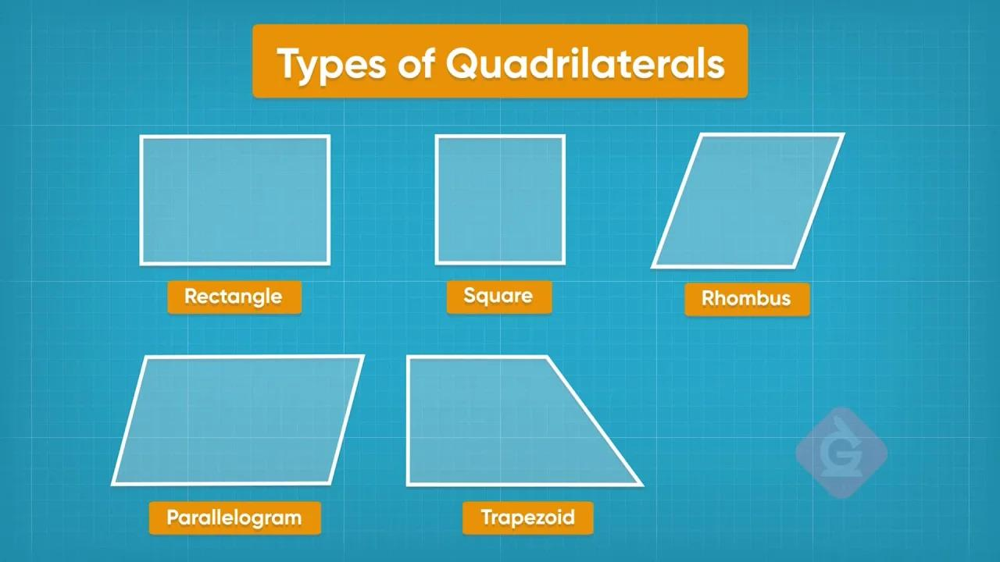 Types of Quadrilaterals
Rectangle
Square
Rhombus
Parallelogram
Trapezoid
G